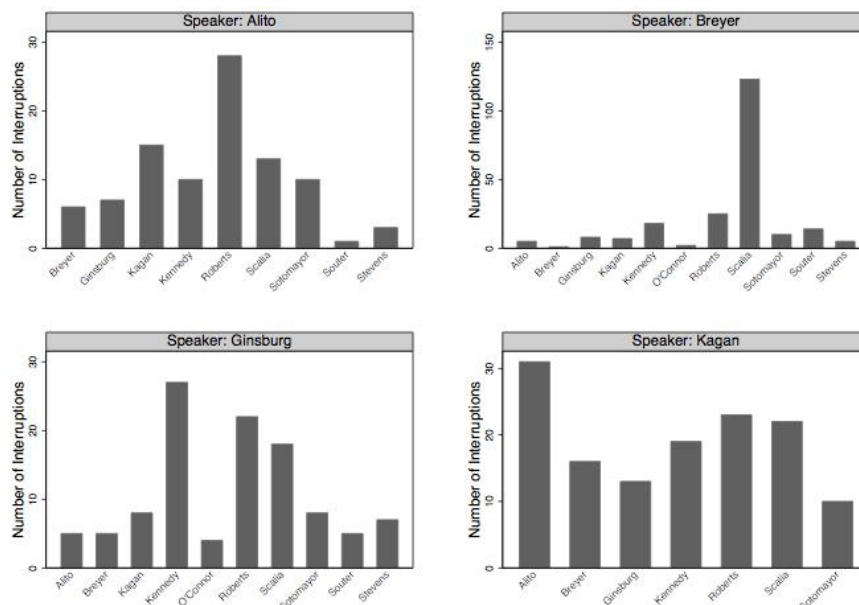 Speaker: Alito
Number of Interruptions
30
20
10
0
Breyer
Ginsburg
Kagan
Kennedy
Roberts
Scalia
Sotomayor
Souter
Stevens
Speaker: Breyer
Number of Interruptions
150
100
50
0
Alito
Breyer
Ginsburg
Kagan
Kennedy
O'Connor
Roberts
Scalia
Sotomayor
Souter
Stevens
Speaker: Ginsburg
Number of Interruptions
30
20
10
0
Alito
Breyer
Kagan
Kennedy
O'Connor
Roberts
Scalia
Sotomayor
Souter
Stevens
Speaker: Kagan
Number of Interruptions
30
20
10
0
Alito
Breyer
Ginsburg
Kennedy
Roberts
Scalia
Sotomayor